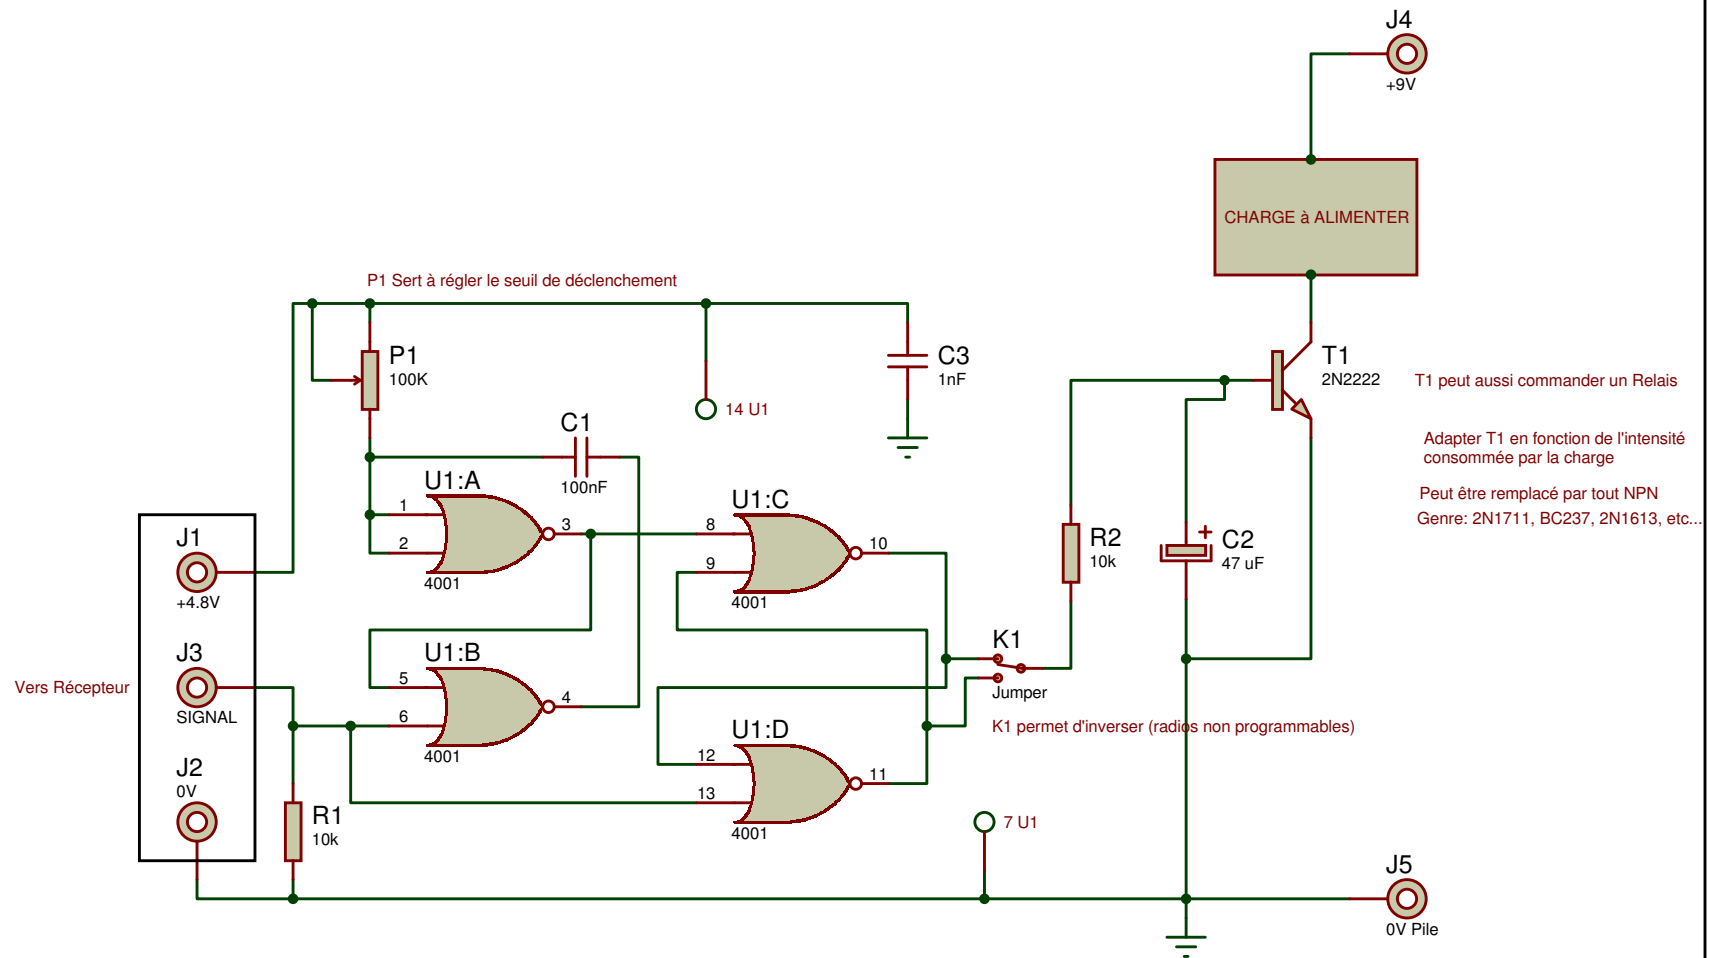 J4
+9V
CHARGE à ALIMENTER
P1 Sert à régler le seuil de déclenchement
P1
100K
C3
1nF
T1
2N2222
T1 peut aussi commander un Relais
14 U1
C1
100nF
Adapter T1 en fonction de l'intensité
consommée par la charge
U1:A
1
2
3
4001
U1:C
8
9
10
4001
Peut être remplacé par tout NPN
Genre: 2N1711, BC237, 2N1613, etc...
J1
+4.8V
R2
10k
+
C2
47 uF
J3
SIGNAL
Vers Récepteur
U1:B
5
6
4
4001
K1
Jumper
K1 permet d'inverser (radios non programmables)
J2
0V
U1:D
12
13
11
4001
R1
10k
7 U1
J5
0V Pile